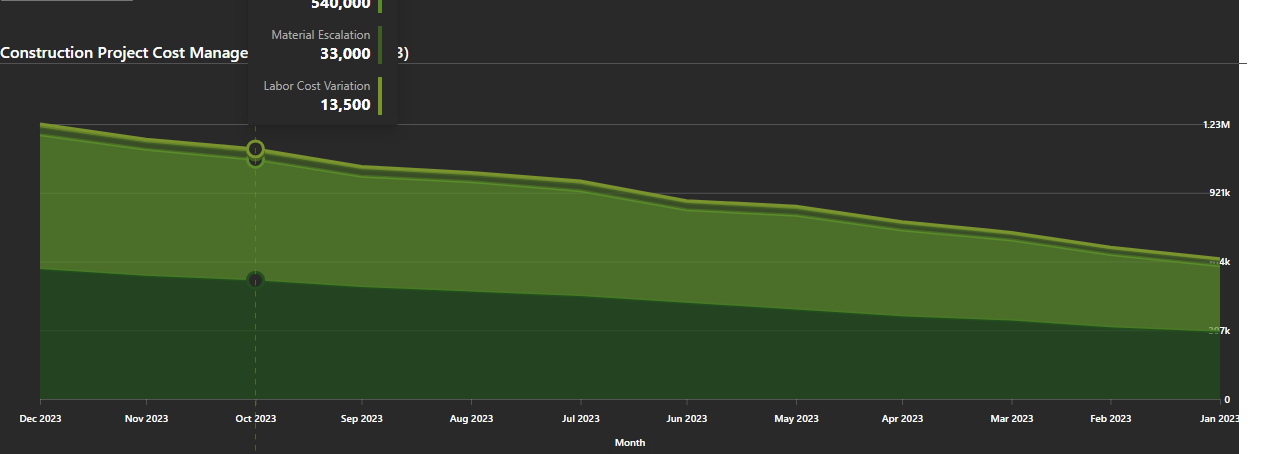 540,000
Material Escalation
33,000
Construction Project Cost Manage 3)
Labor Cost Variation
13,500
1.23M
921k
4k
7k
0
Dec 2023 Nov 2023 Oct 2023 Sep 2023 Aug 2023 Jul 2023 Jun 2023 May 2023 Apr 2023 Mar 2023 Feb 2023 Jan 2023
Month